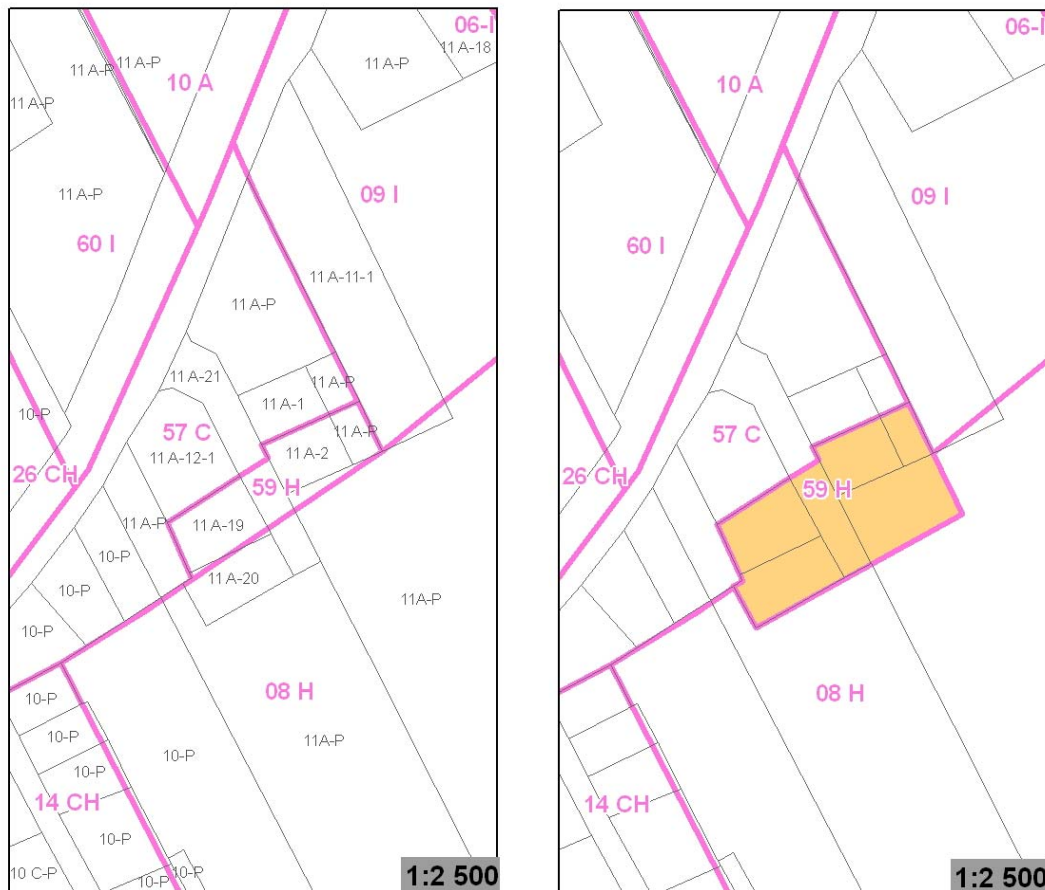 06-I
11 A-18
11 A-P
11 A-P
11 A-P
10 A
11 A-P
11 A-P
09 I
60 I
11 A-11-1
11 A-P
11 A-21
11 A-P
11 A-1
10-P
57 C
11 A-P
11 A-2
11 A-12-1
26 CH
59 H
11 A-P
11 A-19
10-P
11 A-20
10-P
11A-P
10-P
08 H
10-P
10-P
11A-P
10-P
10-P
14 CH
10-P
10 C-P
10-P
10-P
1:2 500
06-I
10 A
09 I
60 I
57 C
26 CH
59 H
08 H
14 CH
1:2 500